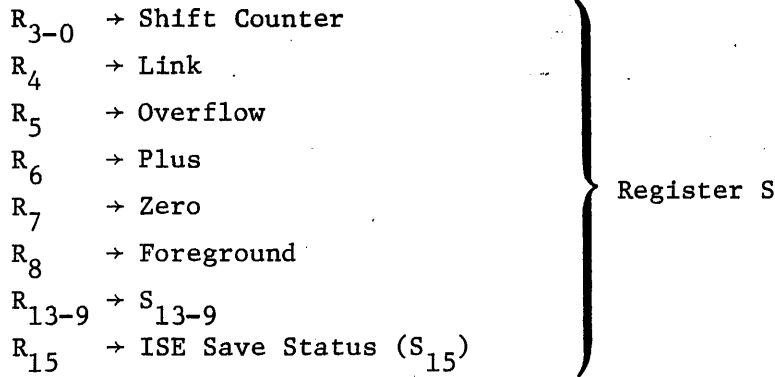 R3-0 → Shift Counter
R4 → Link
R5 → Overflow
R6 → Plus
R7 → Zero
R8 → Foreground
R13-9 → S13-9
R15 → ISE Save Status (S15)
Register S